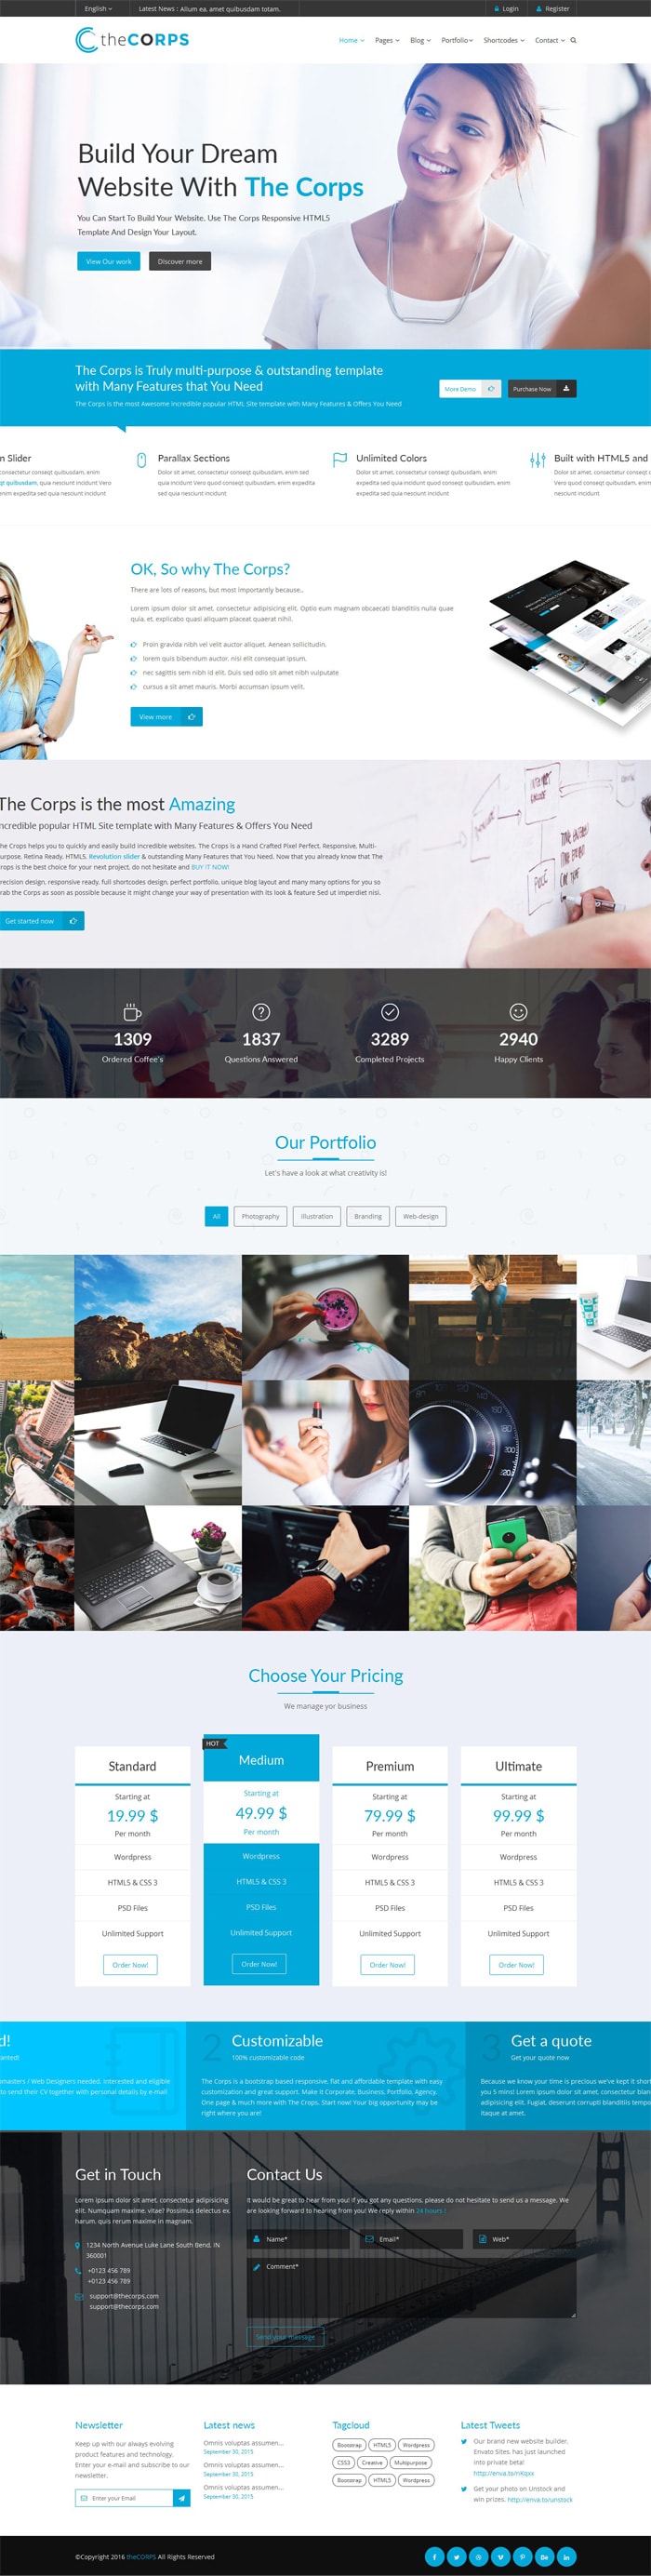 English
Latest News : Allum ea, amet quibusdam totam.
Login
Register
theCORPS
Home
Pages
Blog
Portfolio
Shortcodes
Contact
Build Your Dream
Website With The Corps
You Can Start To Build Your Website. Use The Corps Responsive HTML5
Template And Design Your Layout.
View Our work
Discover more
The Corps is Truly multi-purpose & outstanding template
with Many Features that You Need
The Corps is the most Awesome incredible popular HTML Site template with Many Features & Offers You Need
More Demo
Purchase Now
n Slider
consectetur conseqt quibusdam, enim
qt quibusdam, quia nesciunt incidunt Vero
enim expedita sed quia nesciunt incidunt
Parallax Sections
Dolor sit amet, consectetur conseqt quibusdam, enim sed
quia incidunt Vero quod conseqt quibusdam, enim expedita
sed quia nesciunt incidunt
Unlimited Colors
Dolor sit amet, consectetur conseqt quibusdam, enim
expedita sed quia incidunt quod conseqt quibusdam, enim
expedita sed quia nesciunt incidunt
Built with HTML5 and
Dolor sit amet, consectetur conseqt
Vero quod conseqt quibusdam, enim
nesciunt incidunt
OK, So why The Corps?
There are lots of reasons, but most importantly because..
Lorem ipsum dolor sit amet, consectetur adipisicing elit. Optio eum magnam obcaecati blanditiis nulla quae
quia, et, explicabo quasi aliquam placeat quaerat nihil.
Proin gravida nibh vel velit auctor aliquet. Aenean sollicitudin,
lorem quis bibendum auctor, nisi elit consequat ipsum,
nec sagittis sem nibh id elit. Duis sed odio sit amet nibh vulputate
cursus a sit amet mauris. Morbi accumsan ipsum velit.
View more
The Corps is the most Amazing
ncredible popular HTML Site template with Many Features & Offers You Need
he Corps helps you to quickly and easily build incredible websites. The Corps is a Hand Crafted Pixel Perfect, Responsive, Multi-
urpose, Retina Ready, HTML5, Revolution slider & outstanding Many Features that You Need. Now that you already know that The
rops is the best choice for your next project, do not hesitate and BUY IT NOW!
recision design, responsive ready, full shortcodes design, perfect portfolio, unique blog layout and many many options for you so
rab the Corps as soon as possible because it might change your way of presentation with its look & feature Sed ut imperdiet nisi.
Get started now
1309
Ordered Coffee's
1837
Questions Answered
3289
Completed Projects
2940
Happy Clients
Our Portfolio
Let's have a look at what creativity is!
All
Photography
illustration
Branding
Web-design
Choose Your Pricing
We manage yor business
Standard
Starting at
19.99 $
Per month
Wordpress
HTML5 & CSS 3
PSD Files
Unlimited Support
Order Now!
HOT
Medium
Starting at
49.99 $
Per month
Wordpress
HTML5 & CSS 3
PSD Files
Unlimited Support
Order Now!
Premium
Starting at
79.99 $
Per month
Wordpress
HTML5 & CSS 3
PSD Files
Unlimited Support
Order Now!
Ultimate
Starting at
99.99 $
Per month
Wordpress
HTML5 & CSS 3
PSD Files
Unlimited Support
Order Now!
d!
anted!
omasters / Web Designers needed. Interested and eligible
to send their CV together with personal details by e-mail
2
Customizable
100% customizable code
The Corps is a bootstrap based responsive, flat and affordable template with easy
customization and great support. Make It Corporate, Business, Portfolio, Agency,
One page & much more with The Crops. Start now! Your big opportunity may be
right where you are!
3
Get a quote
Get your quote now
Because we know your time is precious we've kept it short
you 5 mins! Lorem ipsum dolor sit amet, consectetur blan
adipisicing elit. Fugiat, deserunt corrupti blanditiis tempo
Itaque at amet.
Get in Touch
Lorem ipsum dolor sit amet, consectetur adipisicing
elit. Numquam maxime, vitae? Possimus delectus ex,
harum, quis rerum maxime in magnam.
1234 North Avenue Luke Lane South Bend, IN
360001
+0123 456 789
+0123 456 789
support@thecorps.com
support@thecorps.com
Contact Us
It would be great to hear from you! If you got any questions, please do not hesitate to send us a message. We
are looking forward to hearing from you! We reply within 24 hours !
Name*
Email*
Web*
Comment*
Send your message
Newsletter
Keep up with our always evolving
product features and technology.
Enter your e-mail and subscribe to our
newsletter.
Enter your Email
Latest news
Omnis voluptas assumen...
September 30, 2015
Omnis voluptas assumen...
September 30, 2015
Omnis voluptas assumen...
September 30, 2015
Tagcloud
Bootstrap
HTML5
Wordpress
CSS3
Creative
Multipurpose
Bootstrap
HTML5
Wordpress
Latest Tweets
Our brand new website builder,
Envato Sites, has just launched
into private beta!
http://enva.to/nXqxx
Get your photo on Unstock and
win prizes. http://enva.to/unstock
©Copyright 2016 theCORPS All Rights Reserved